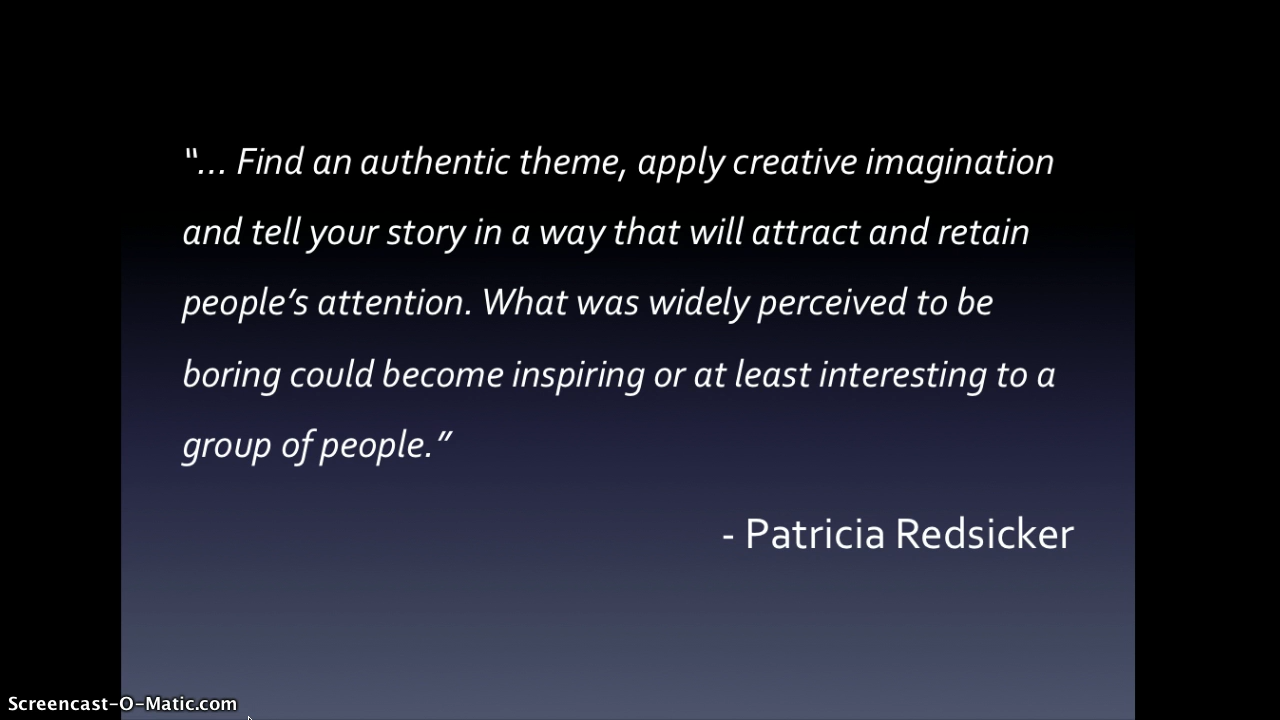 “... Find an authentic theme, apply creative imagination
and tell your story in a way that will attract and retain
people’s attention. What was widely perceived to be
boring could become inspiring or at least interesting to a
group of people.”
- Patricia Redsicker
Screencast-O-Matic.com